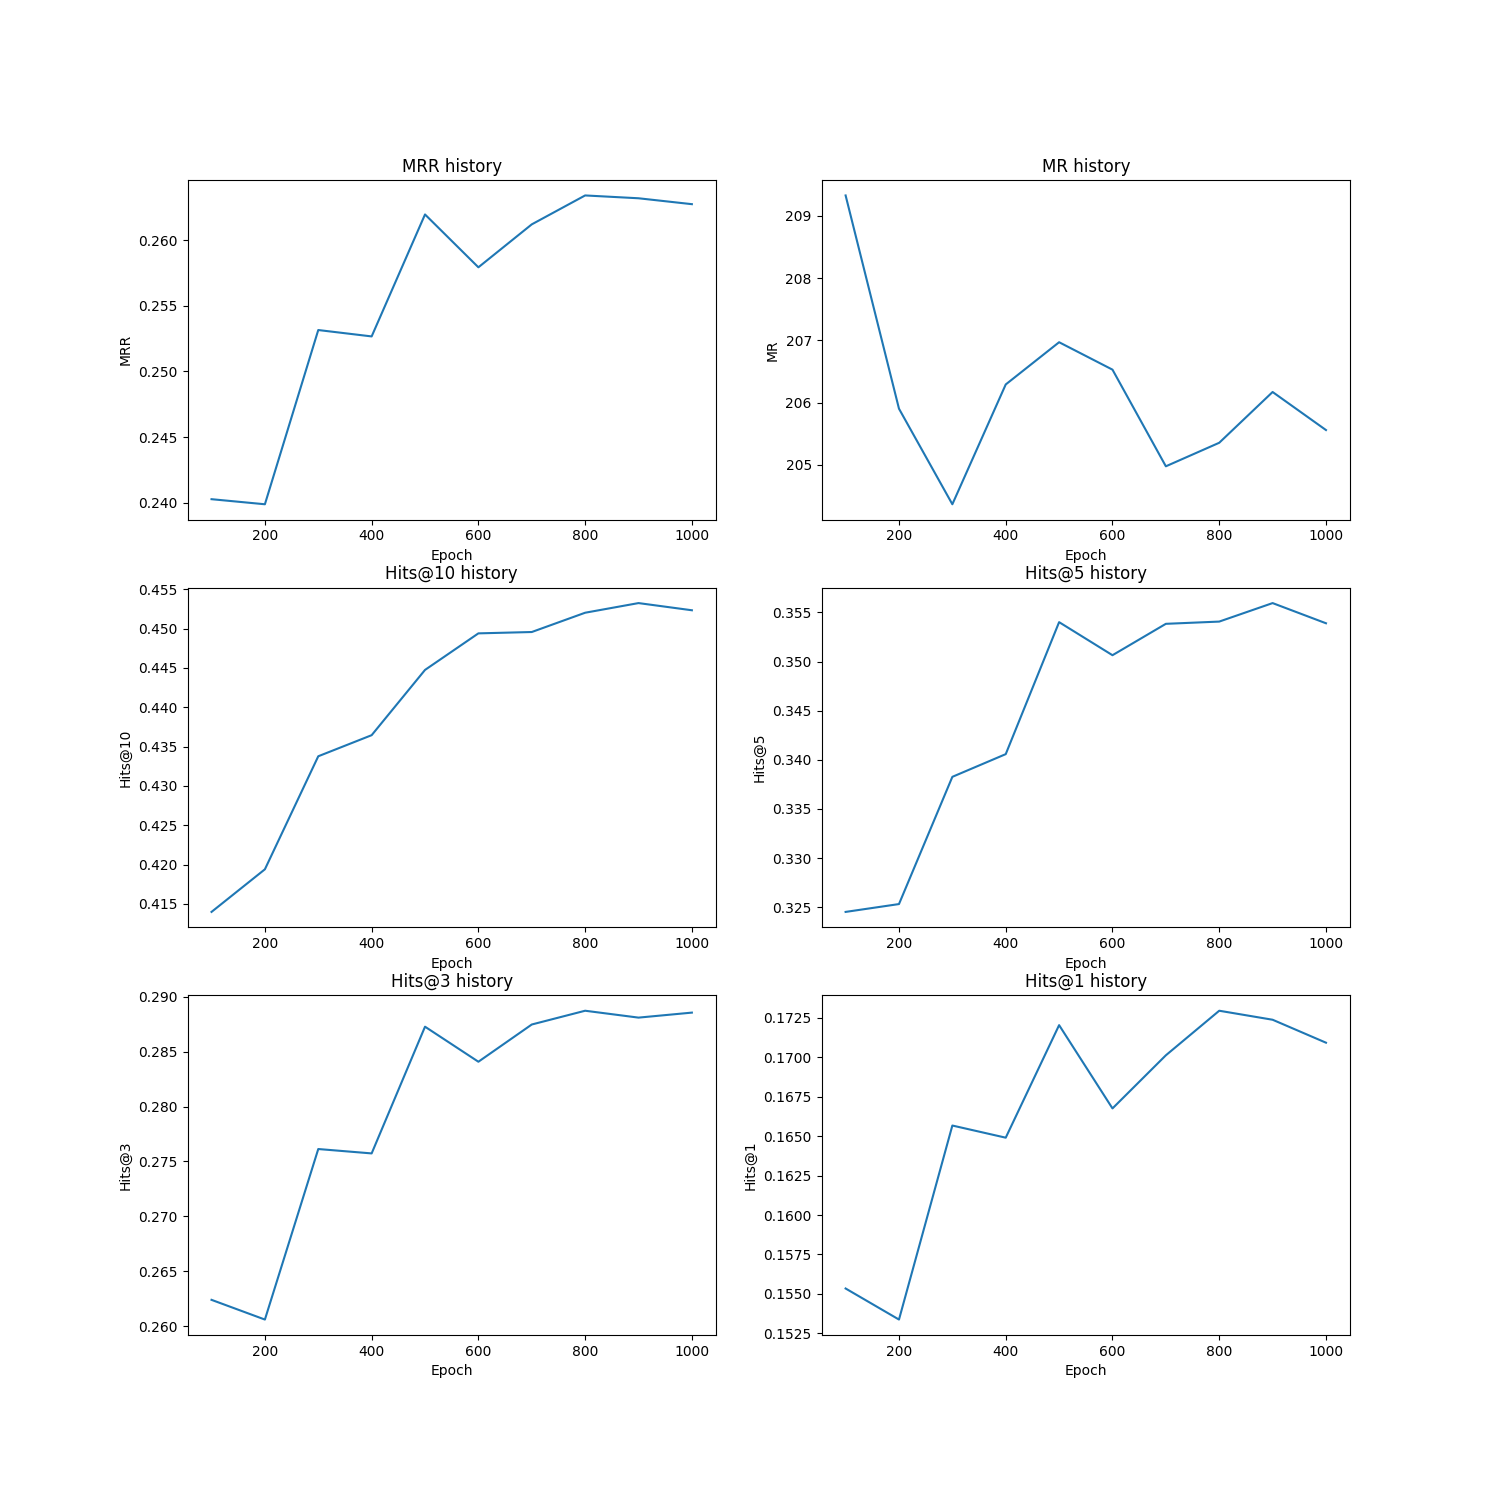 MRR history
MRR
0.260
0.255
0.250
0.245
0.240
200 400 600 800 1000
Epoch
MR history
MR
209
208
207
206
205
200 400 600 800 1000
Epoch
Hits@10 history
Hits@10
0.455
0.450
0.445
0.440
0.435
0.430
0.425
0.420
0.415
200 400 600 800 1000
Epoch
Hits@5 history
Hits@5
0.355
0.350
0.345
0.340
0.335
0.330
0.325
200 400 600 800 1000
Epoch
Hits@3 history
Hits@3
0.290
0.285
0.280
0.275
0.270
0.265
0.260
200 400 600 800 1000
Epoch
Hits@1 history
Hits@1
0.1725
0.1700
0.1675
0.1650
0.1625
0.1600
0.1575
0.1550
0.1525
200 400 600 800 1000
Epoch